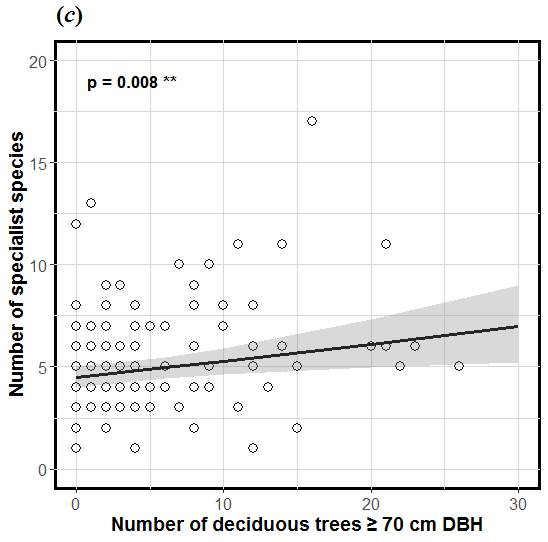 (c)
p = 0.008 **
Number of specialist species
20
15
10
5
0
0 10 20 30
Number of deciduous trees ≥ 70 cm DBH